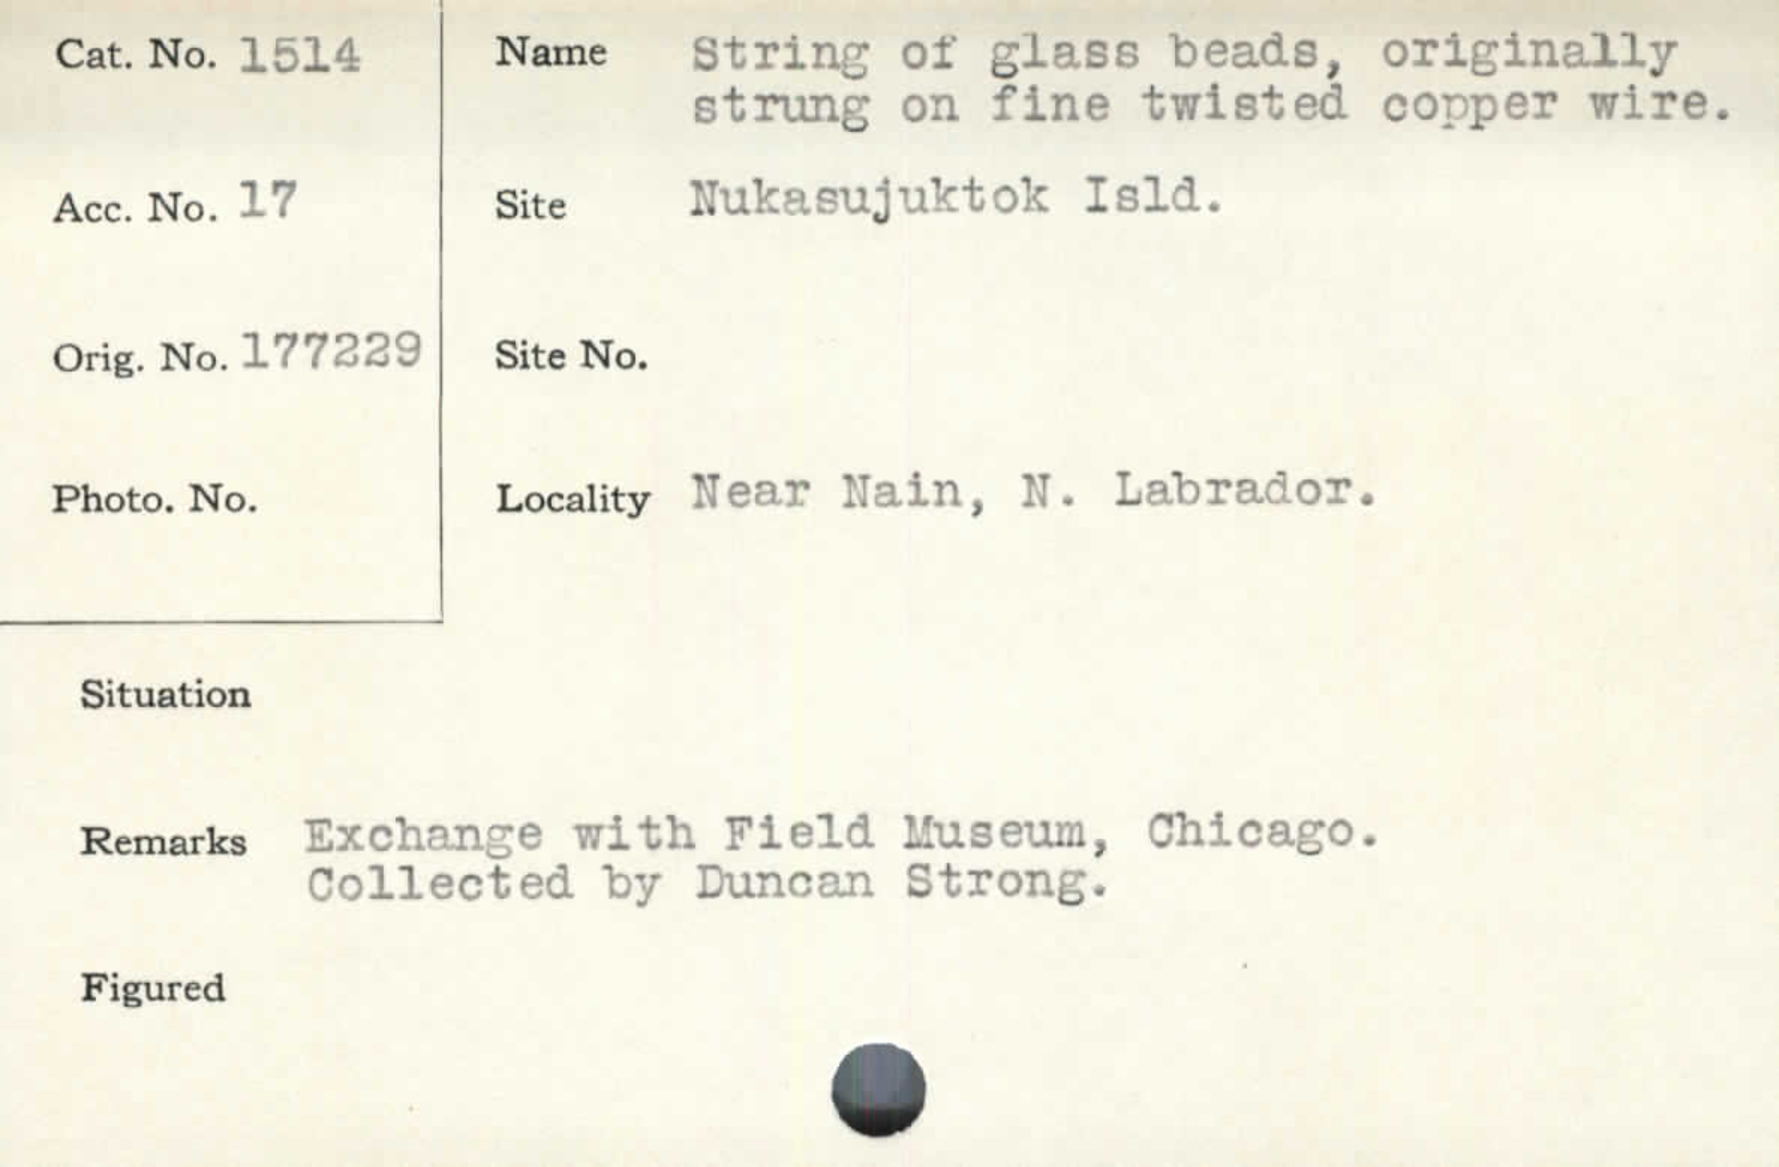 Cat. No. 1514
Name String of glass beads, originally
strung on fine twisted copper wire.
Acc. No. 17
Site Nukasujuktok Isld.
Orig. No. 177229
Site No.
Photo. No.
Locality Near Nain, N. Labrador.
Situation
Remarks Exchange with Field Museum, Chicago.
Collected by Duncan Strong.
Figured